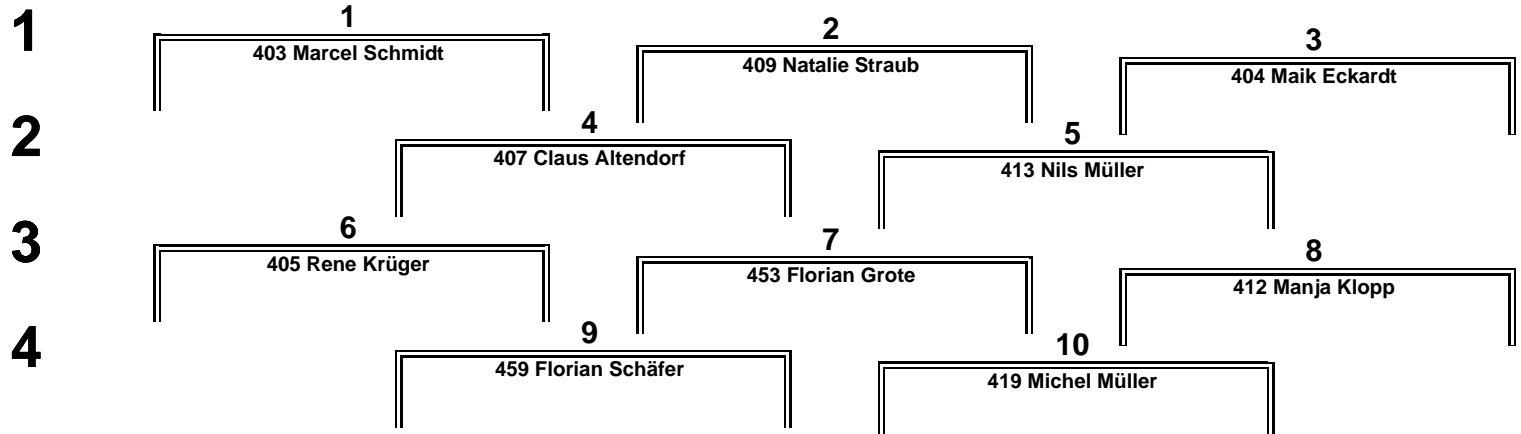 1
1
403 Marcel Schmidt
2
409 Natalie Straub
3
404 Maik Eckardt
2
4
407 Claus Altendorf
5
413 Nils Müller
3
6
405 Rene Krüger
7
453 Florian Grote
8
412 Manja Klopp
4
9
459 Florian Schäfer
10
419 Michel Müller